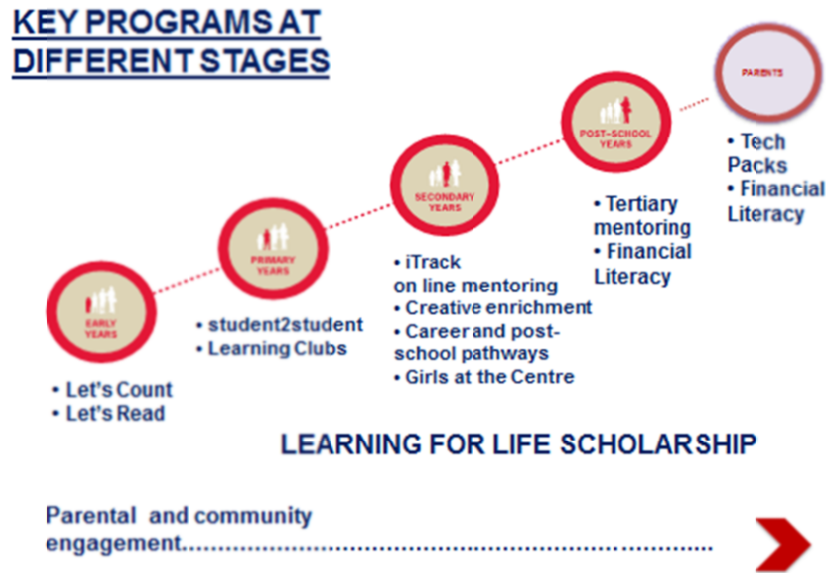 KEY PROGRAMS AT
DIFFERENT STAGES
PARENTS
• Tech
Packs
• Financial
Literacy
POST-SCHOOL
YEARS
• Tertiary
mentoring
• Financial
Literacy
SECONDARY
YEARS
• iTrack
on line mentoring
• Creative enrichment
• Career and post-
school pathways
• Girls at the Centre
PRIMARY
YEARS
• student2student
• Learning Clubs
EARLY
YEARS
• Let's Count
• Let's Read
LEARNING FOR LIFE SCHOLARSHIP
Parental and community
engagement..................................................................